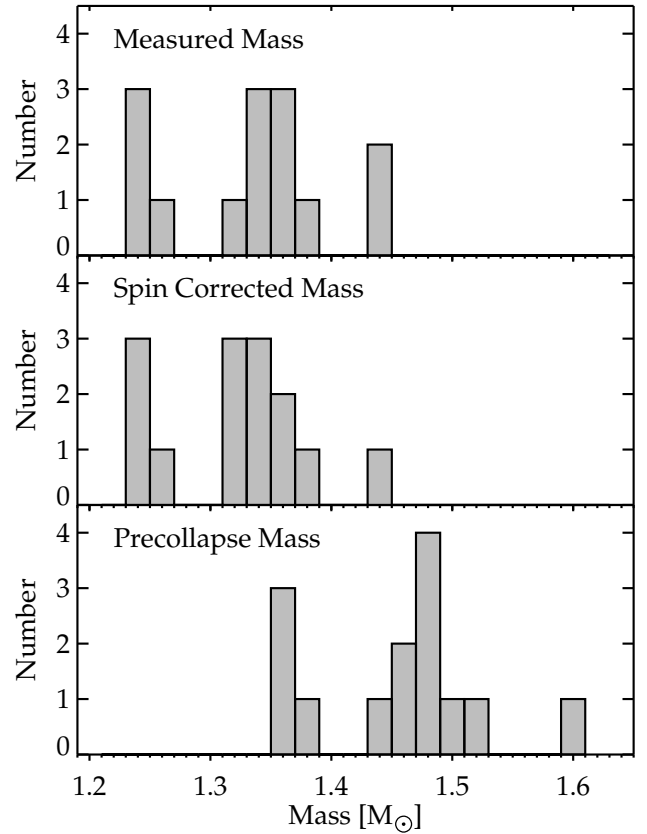 Measured Mass
Number
4
3
2
1
0
Spin Corrected Mass
Number
4
3
2
1
0
Precollapse Mass
Number
4
3
2
1
0
1.2 1.3 1.4 1.5 1.6
Mass [M☉]